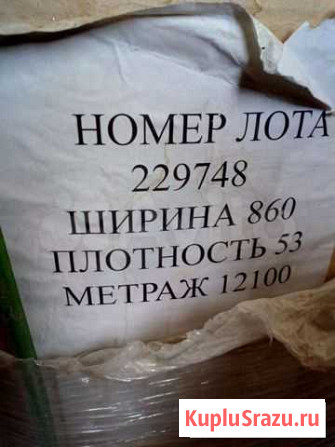 НОМЕР ЛОТА
229748
ШИРИНА 860
ПЛОТНОСТЬ 53
МЕТРАЖ 12100
KupluSrazu.ru